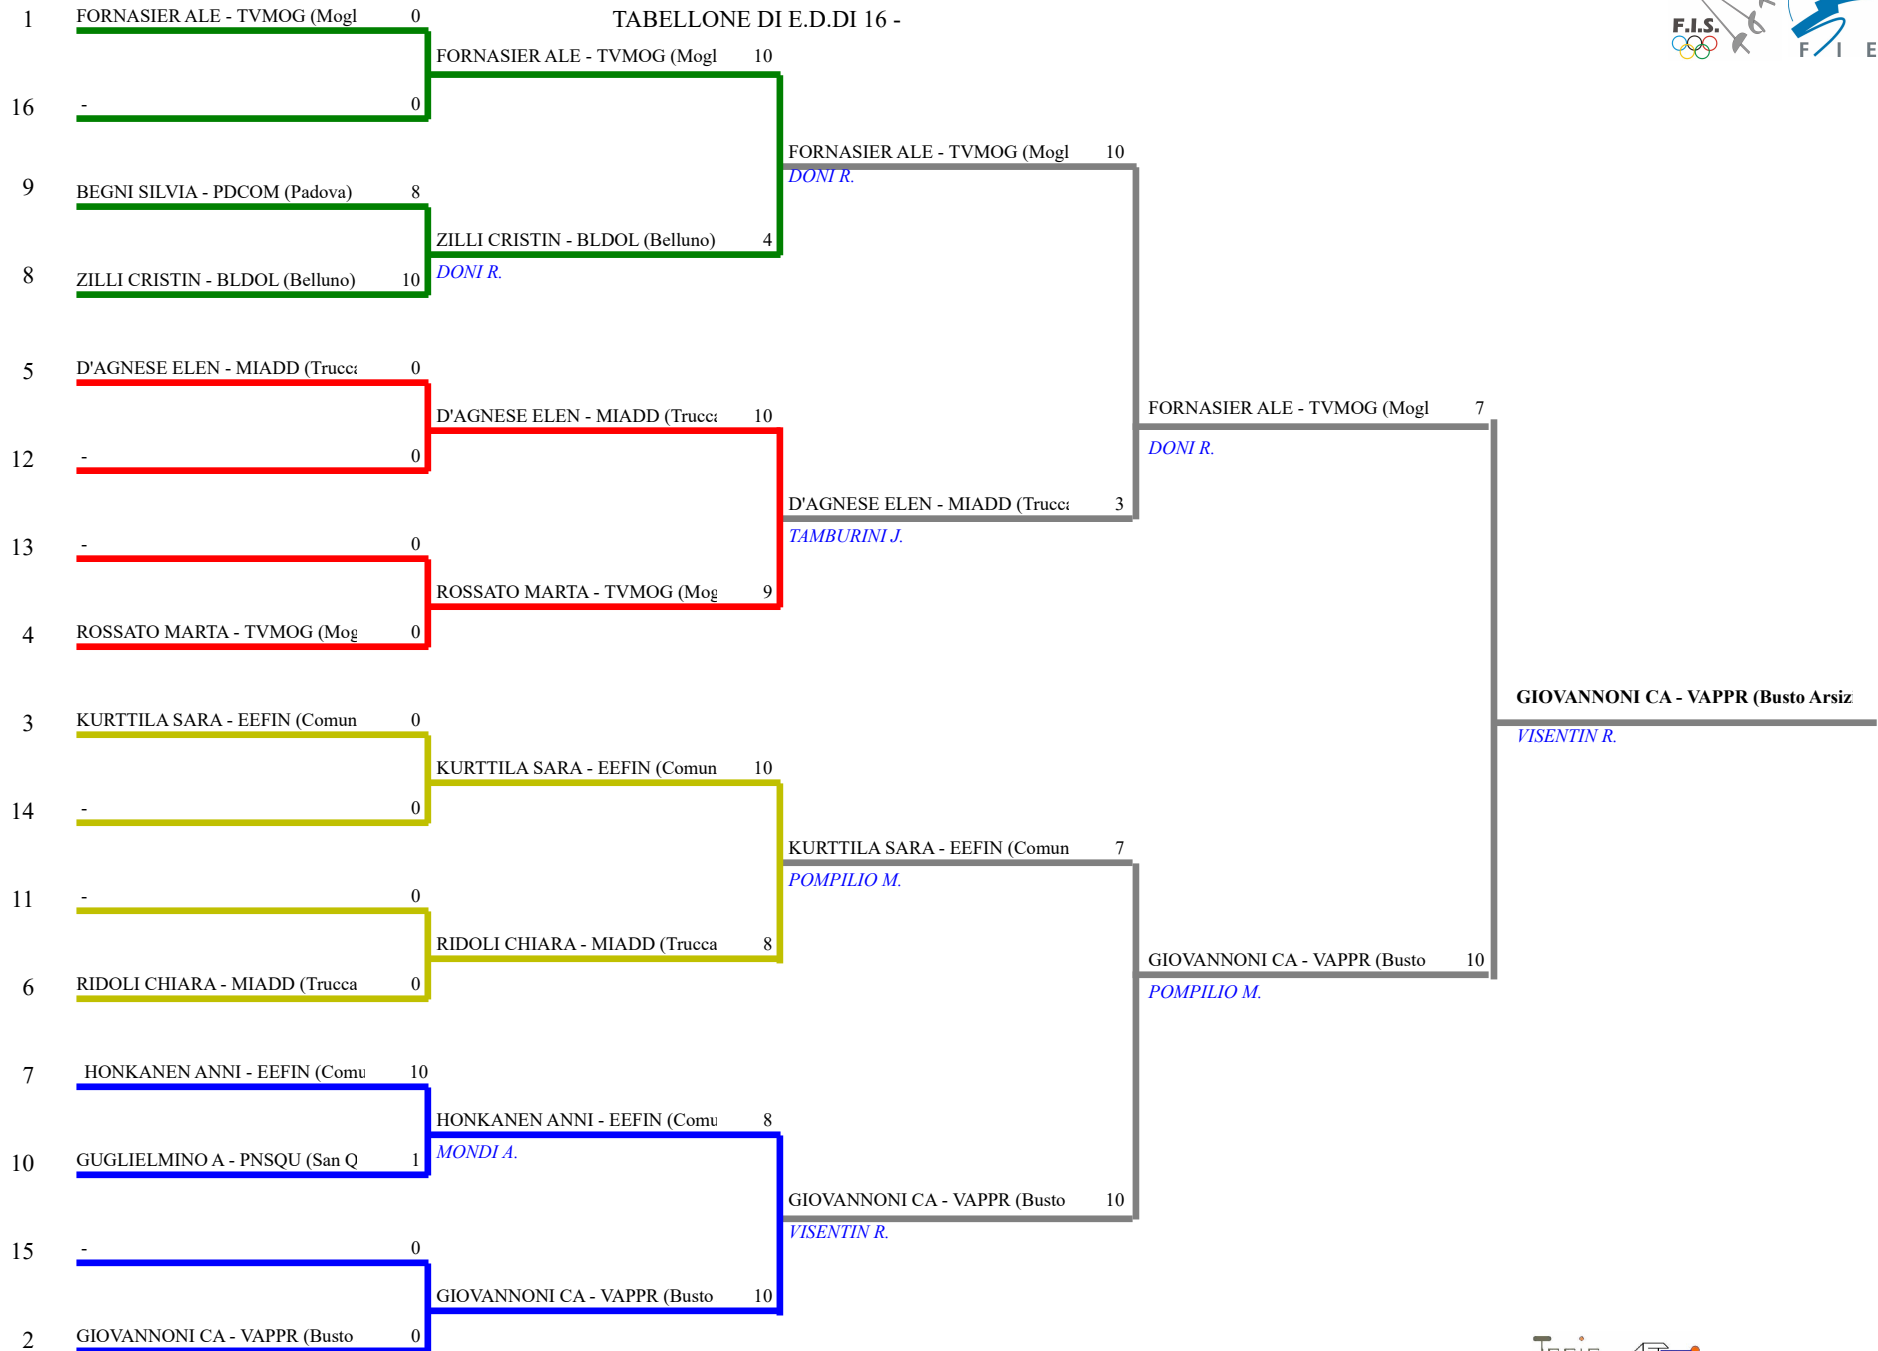 TABELLONE DI E.D.DI 16 -
F.I.S.
F I E
1 FORNASIER ALE - TVMOG (Mogl 0
FORNASIER ALE - TVMOG (Mogl 10
16 - 0
FORNASIER ALE - TVMOG (Mogl 10
DONI R.
9 BEGNI SILVIA - PDCOM (Padova) 8
ZILLI CRISTIN - BLDOL (Belluno) 4
DONI R.
8 ZILLI CRISTIN - BLDOL (Belluno) 10
5 D'AGNESE ELEN - MIADD (Trucca 0
D'AGNESE ELEN - MIADD (Trucca 10
FORNASIER ALE - TVMOG (Mogl 7
DONI R.
12 - 0
D'AGNESE ELEN - MIADD (Trucca 3
TAMBURINI J.
13 - 0
ROSSATO MARTA - TVMOG (Mog 9
4 ROSSATO MARTA - TVMOG (Mog 0
GIOVANNONI CA - VAPPR (Busto Arsiz
VISENTIN R.
3 KURTTILA SARA - EEFIN (Comun 0
KURTTILA SARA - EEFIN (Comun 10
14 - 0
KURTTILA SARA - EEFIN (Comun 7
POMPILIO M.
11 - 0
RIDOLI CHIARA - MIADD (Trucca 8
GIOVANNONI CA - VAPPR (Busto 10
POMPILIO M.
6 RIDOLI CHIARA - MIADD (Trucca 0
7 HONKANEN ANNI - EEFIN (Comu 10
HONKANEN ANNI - EEFIN (Comu 8
MONDI A.
10 GUGLIELMINO A - PNSQU (San Q 1
GIOVANNONI CA - VAPPR (Busto 10
VISENTIN R.
15 - 0
GIOVANNONI CA - VAPPR (Busto 10
2 GIOVANNONI CA - VAPPR (Busto 0